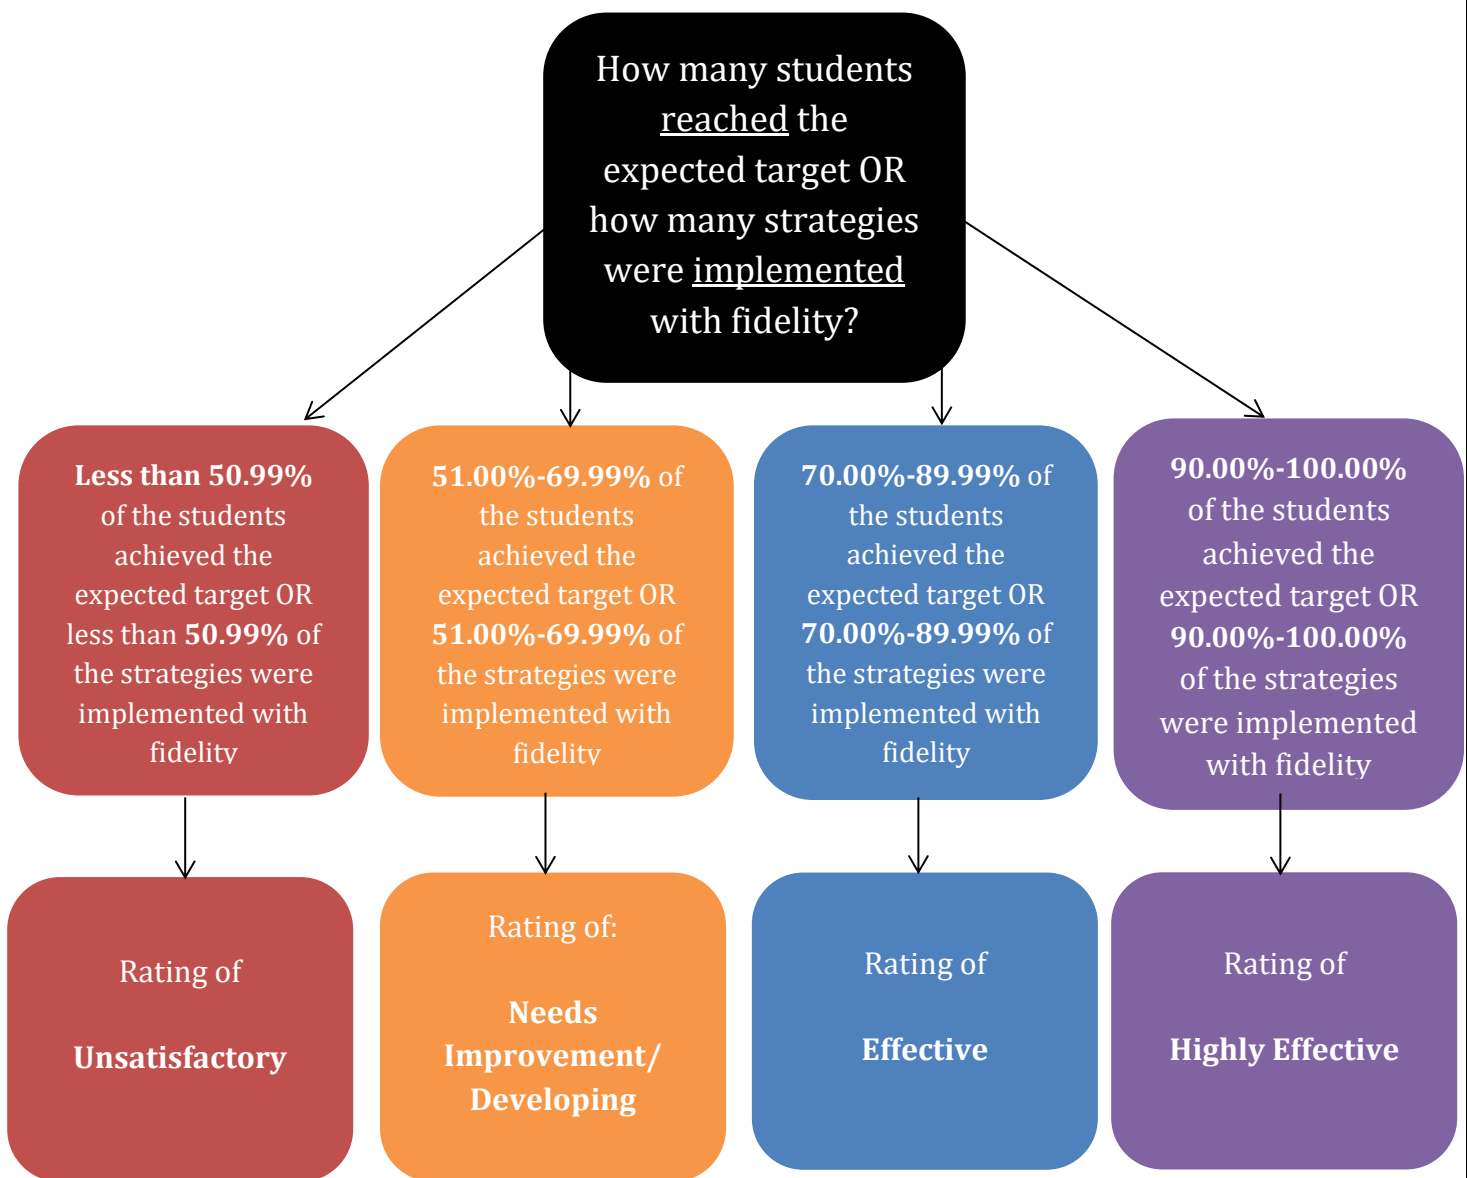 How many students
reached the
expected target OR
how many strategies
were implemented
with fidelity?
Less than 50.99%
of the students
achieved the
expected target OR
less than 50.99% of
the strategies were
implemented with
fidelity
51.00%-69.99% of
the students
achieved the
expected target OR
51.00%-69.99% of
the strategies were
implemented with
fidelity
70.00%-89.99% of
the students
achieved the
expected target OR
70.00%-89.99% of
the strategies were
implemented with
fidelity
90.00%-100.00%
of the students
achieved the
expected target OR
90.00%-100.00%
of the strategies
were implemented
with fidelity
Rating of
Unsatisfactory
Rating of:
Needs
Improvement/
Developing
Rating of
Effective
Rating of
Highly Effective